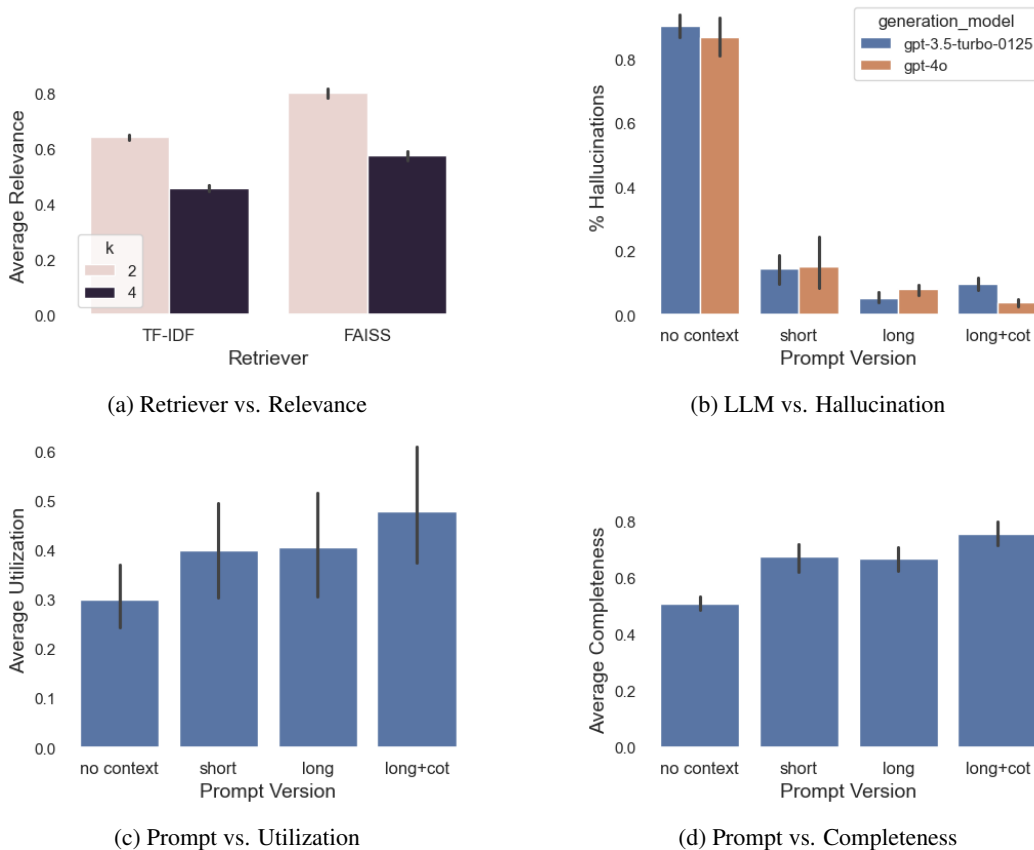 Average Relevance
0.8
0.6
0.4
0.2
0.0
k
2
4
TF-IDF FAISS
Retriever
(a) Retriever vs. Relevance
% Hallucinations
0.8
0.6
0.4
0.2
0.0
generation_model
gpt-3.5-turbo-0125
gpt-4o
no context short long long+cot
Prompt Version
(b) LLM vs. Hallucination
Average Utilization
0.6
0.5
0.4
0.3
0.2
0.1
0.0
no context short long long+cot
Prompt Version
(c) Prompt vs. Utilization
Average Completeness
0.8
0.6
0.4
0.2
0.0
no context short long long+cot
Prompt Version
(d) Prompt vs. Completeness